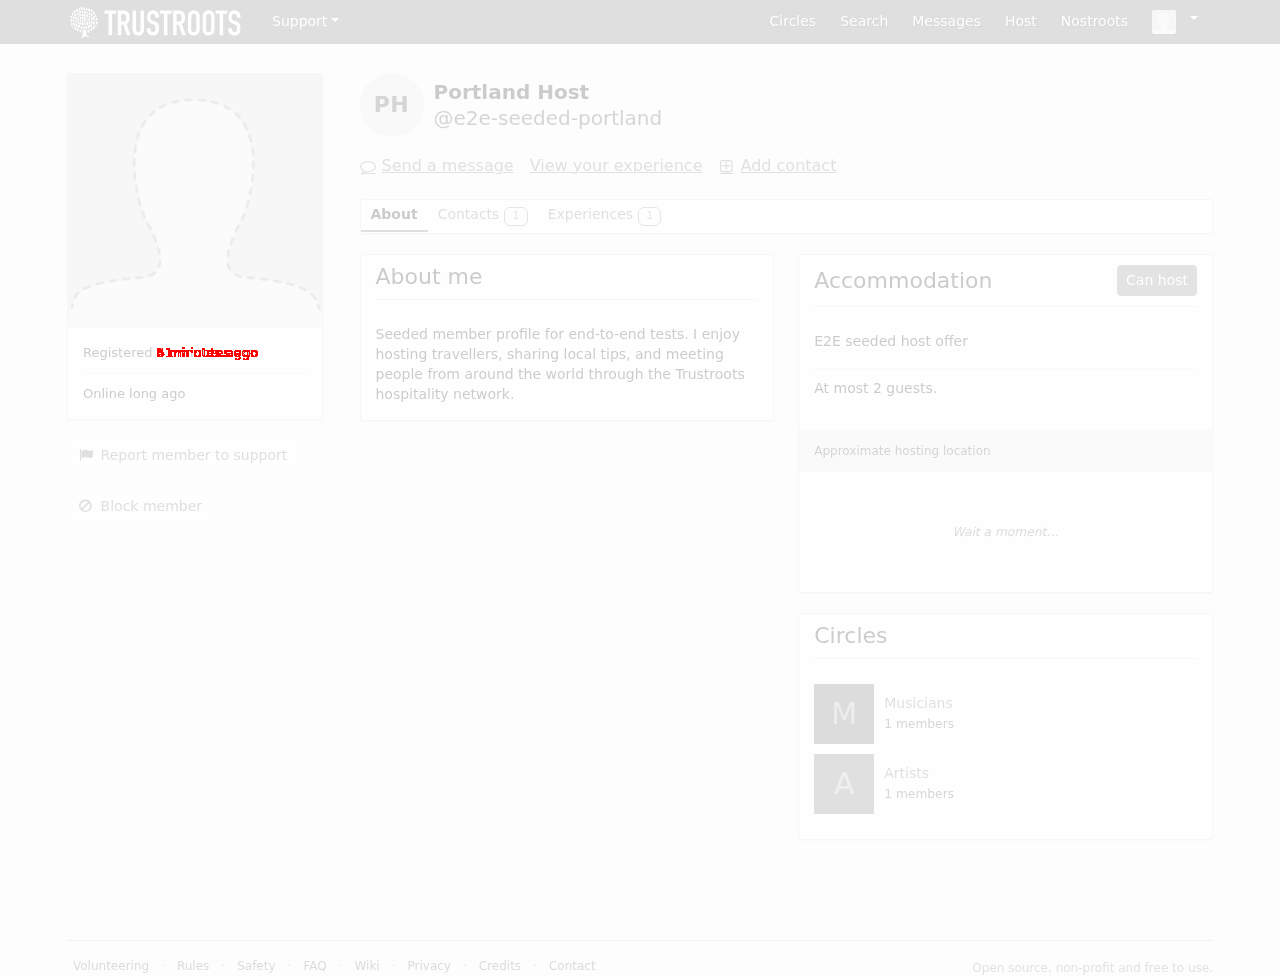 TRUSTROOTS Support Circles Search Messages Host Nostroots
PH
Portland Host
@e2e-seeded-portland
Send a message View your experience Add contact
About Contacts 1 Experiences 1
Registered
Online long ago
Report member to support
Block member
About me
Seeded member profile for end-to-end tests. I enjoy
hosting travellers, sharing local tips, and meeting
people from around the world through the Trustroots
hospitality network.
Accommodation Can host
E2E seeded host offer
At most 2 guests.
Approximate hosting location
Wait a moment...
Circles
M
Musicians
1 members
A
Artists
1 members
Volunteering · Rules · Safety · FAQ · Wiki · Privacy · Credits · Contact
Open source, non-profit and free to use.